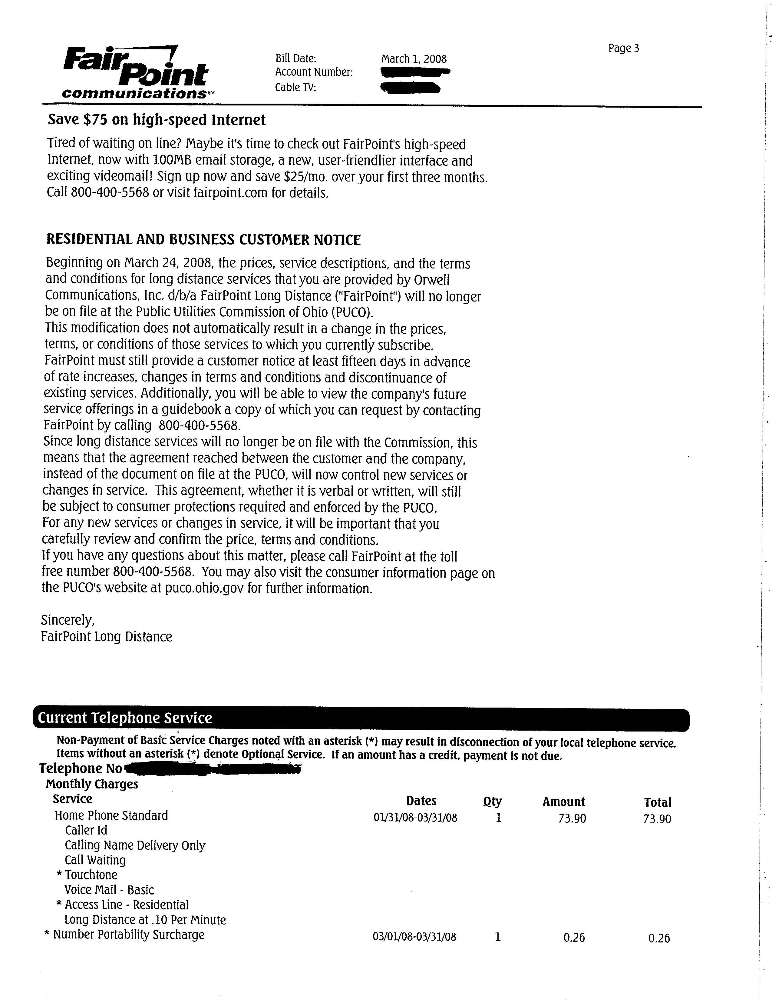 Fair Point communications SV
Page 3
Bill Date: March 1, 2008
Account Number:
Cable TV:
Save $75 on high-speed Internet
Tired of waiting on line? Maybe it's time to check out FairPoint's high-speed
Internet, now with 100MB email storage, a new, user-friendlier interface and
exciting videomail! Sign up now and save $25/mo. over your first three months.
Call 800-400-5568 or visit fairpoint.com for details.
RESIDENTIAL AND BUSINESS CUSTOMER NOTICE
Beginning on March 24, 2008, the prices, service descriptions, and the terms
and conditions for long distance services that you are provided by Orwell
Communications, Inc. d/b/a FairPoint Long Distance ("FairPoint") will no longer
be on file at the Public Utilities Commission of Ohio (PUCO).
This modification does not automatically result in a change in the prices,
terms, or conditions of those services to which you currently subscribe.
FairPoint must still provide a customer notice at least fifteen days in advance
of rate increases, changes in terms and conditions and discontinuance of
existing services. Additionally, you will be able to view the company's future
service offerings in a guidebook a copy of which you can request by contacting
FairPoint by calling 800-400-5568.
Since long distance services will no longer be on file with the Commission, this
means that the agreement reached between the customer and the company,
instead of the document on file at the PUCO, will now control new services or
changes in service. This agreement, whether it is verbal or written, will still
be subject to consumer protections required and enforced by the PUCO.
For any new services or changes in service, it will be important that you
carefully review and confirm the price, terms and conditions.
If you have any questions about this matter, please call FairPoint at the toll
free number 800-400-5568. You may also visit the consumer information page on
the PUCO's website at puco.ohio.gov for further information.
Sincerely,
FairPoint Long Distance
Current Telephone Service
Non-Payment of Basic Service Charges noted with an asterisk (*) may result in disconnection of your local telephone service.
Items without an asterisk (*) denote Optional Service. If an amount has a credit, payment is not due.
Telephone No
Monthly Charges
Service Dates Qty Amount Total
Home Phone Standard 01/31/08-03/31/08 1 73.90 73.90
Caller Id
Calling Name Delivery Only
Call Waiting
* Touchtone
Voice Mail - Basic
* Access Line - Residential
Long Distance at .10 Per Minute
* Number Portability Surcharge 03/01/08-03/31/08 1 0.26 0.26